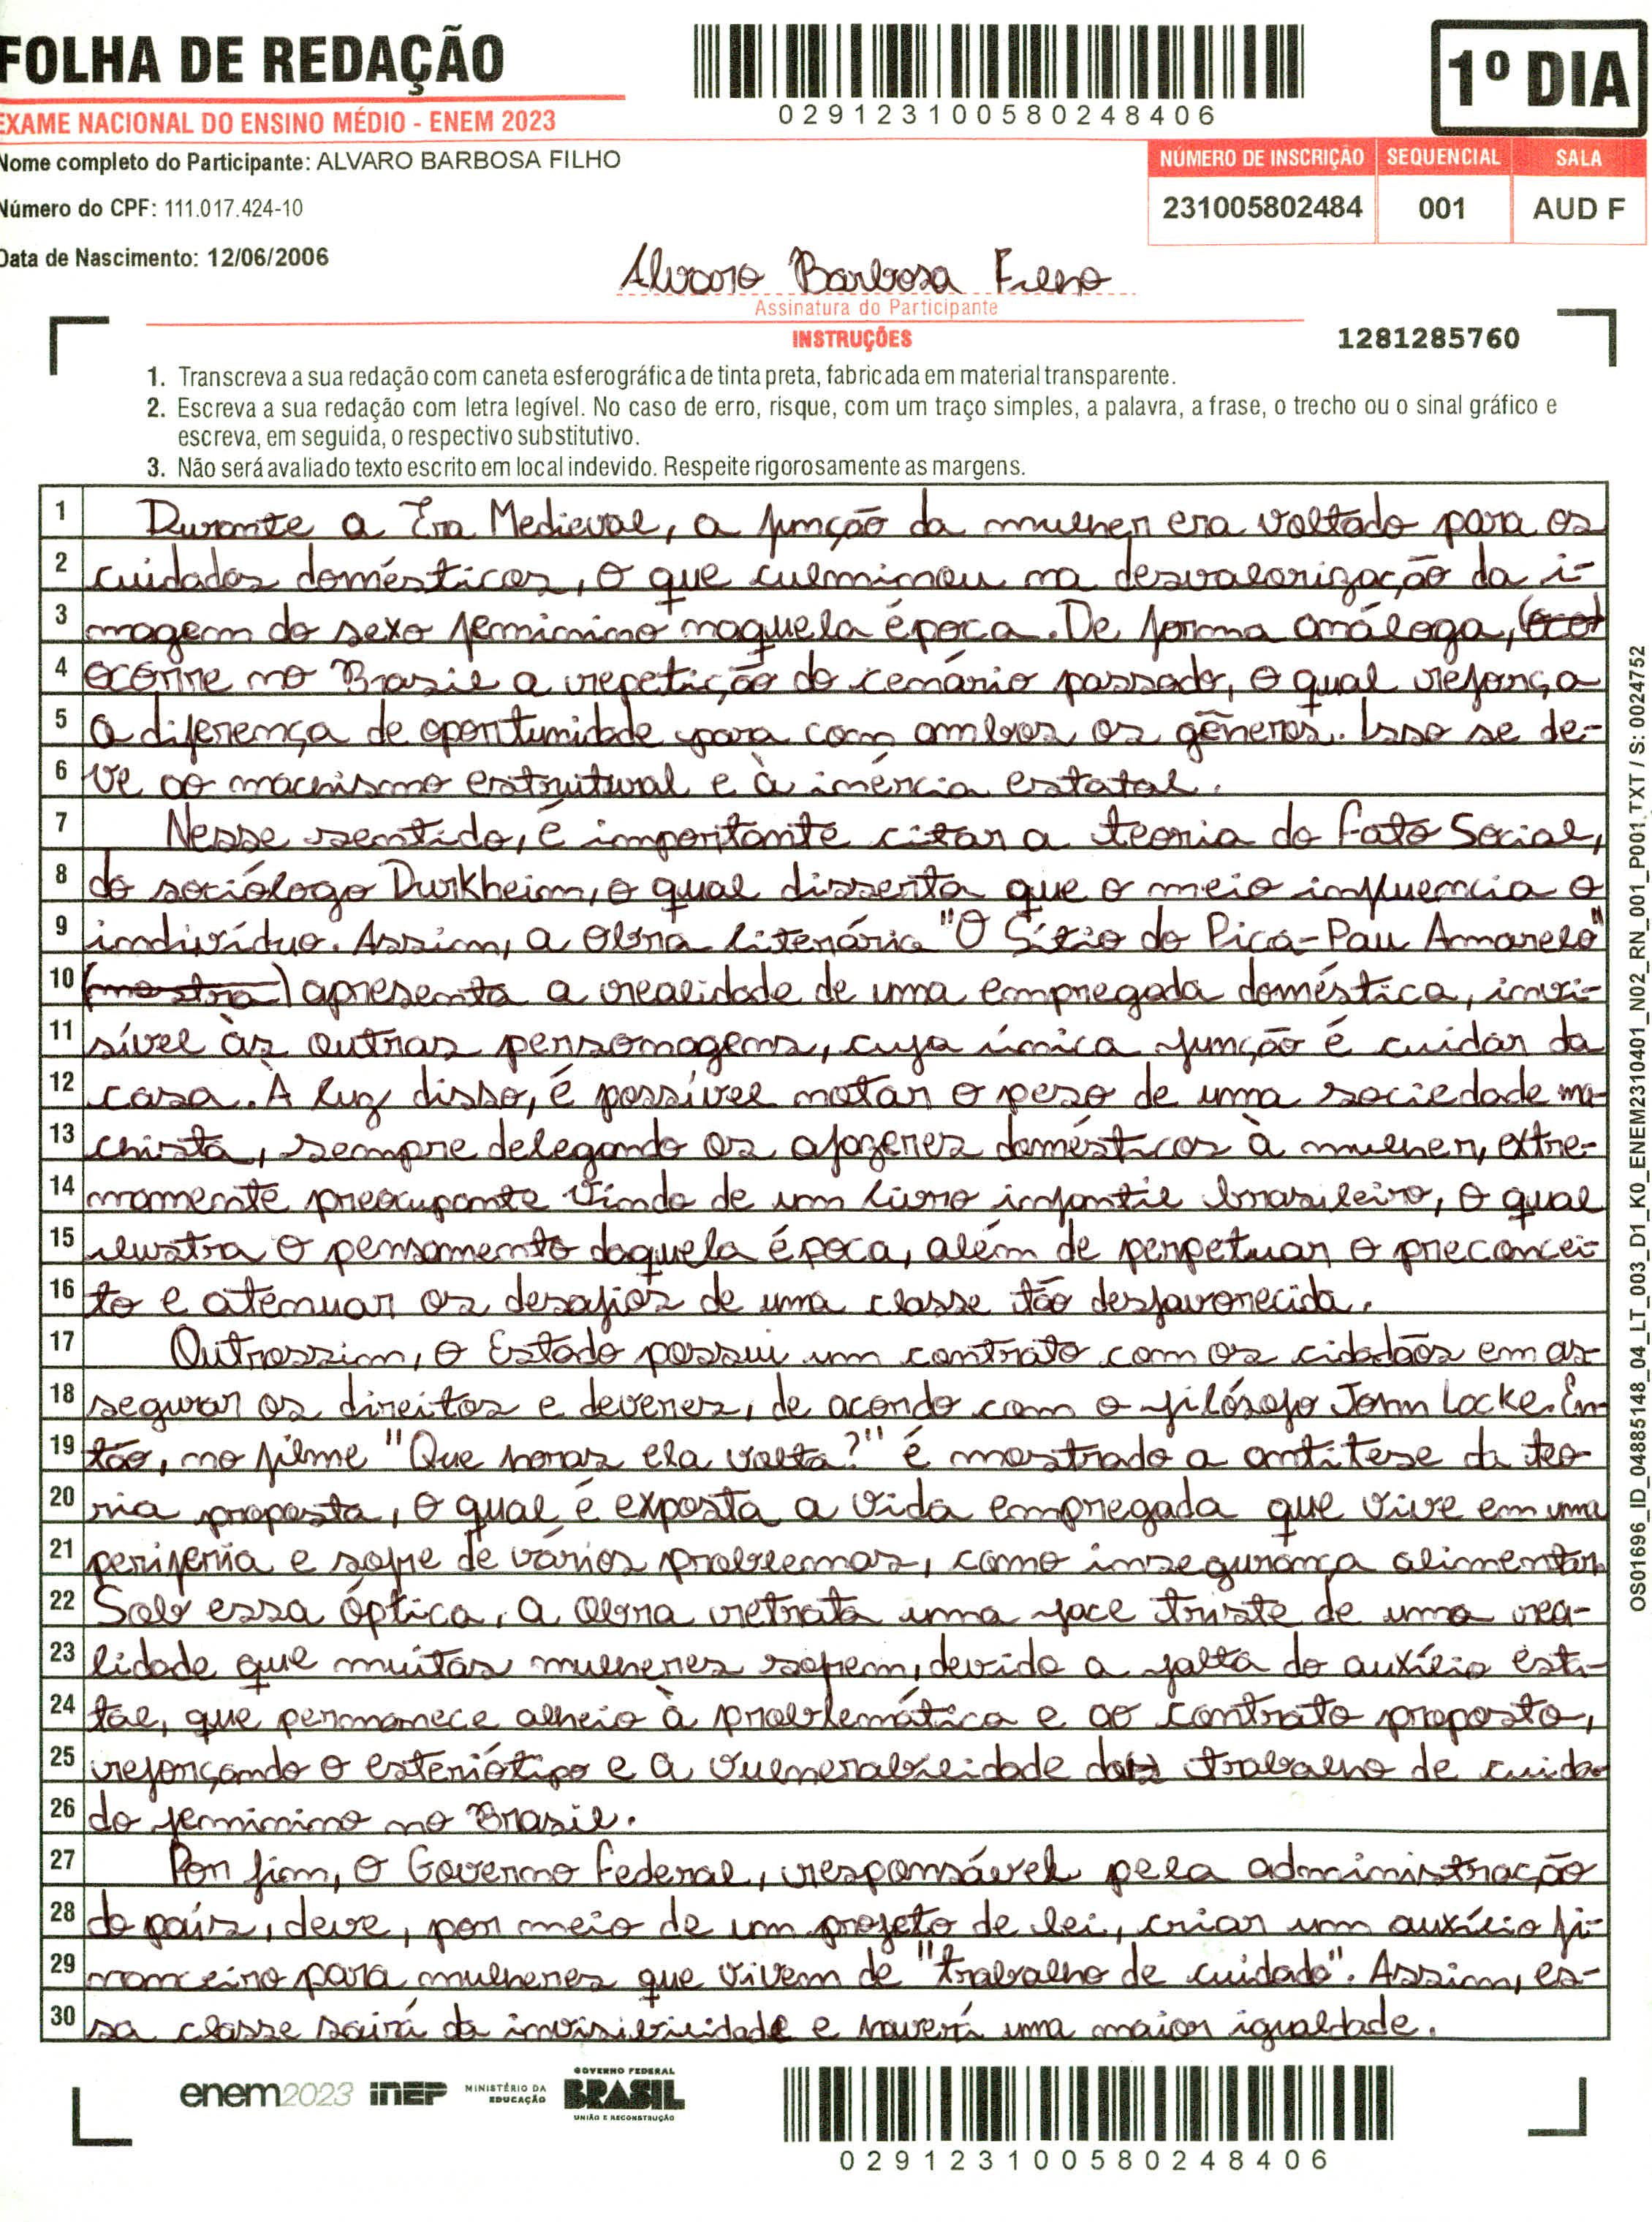 FOLHA DE REDAÇÃO
EXAME NACIONAL DO ENSINO MÉDIO - ENEM 2023
029123100580248406
1º DIA
Nome completo do Participante: ALVARO BARBOSA FILHO
Número do CPF: 111.017.424-10
Data de Nascimento: 12/06/2006
NÚMERO DE INSCRIÇÃO SEQUENCIAL SALA
231005802484 001 AUD F
Alvaro Barbosa Filho
Assinatura do Participante
INSTRUÇÕES
1281285760
1. Transcreva a sua redação com caneta esferográfica de tinta preta, fabricada em material transparente.
2. Escreva a sua redação com letra legível. No caso de erro, risque, com um traço simples, a palavra, a frase, o trecho ou o sinal gráfico e
escreva, em seguida, o respectivo substitutivo.
3. Não será avaliado texto escrito em local indevido. Respeite rigorosamente as margens.
1 Durante a Era Medieval, a função da mulher era voltado para os
2 cuidados domésticos, o que culminou na desvalorização da i-
3 magem do sexo feminino naquela época. De forma análoga, (oco)
4 ocorre no Brasil a repetição do cenário passado, o qual reforça
5 a diferença de oportunidade para com ambos os gêneros. Isso se de-
6 ve ao machismo estrutural e à inércia estatal.
7 Nesse sentido, é importante citar a teoria do Fato Social,
8 do sociólogo Durkheim, o qual disserta que o meio influencia o
9 indivíduo. Assim, a obra literária "O Sítio do Pica-Pau Amarelo"
10 (mostra) apresenta a realidade de uma empregada doméstica, invi-
11 sível às outras personagens, cuja única função é cuidar da
12 casa. À luz disso, é possível notar o peso de uma sociedade ma-
13 chista, sempre delegando os afazeres domésticos à mulher, extre-
14 mamente preocupante vindo de um livro infantil brasileiro, o qual
15 ilustra o pensamento daquela época, além de perpetuar o preconcei-
16 to e atenuar os desafios de uma classe tão desfavorecida.
17 Outrossim, o Estado possui um contrato com os cidadãos em as-
18 segurar os direitos e deveres, de acordo com o filósofo John Locke. En-
19 tão, no filme "Que horas ela volta?" é mostrado a antítese da teo-
20 ria proposta, o qual é exposta a vida empregada que vive em uma
21 periferia e sofre de vários problemas, como insegurança alimentar.
22 Sob essa óptica, a obra retrata uma face triste de uma rea-
23 lidade que muitas mulheres sofrem, devido a falta do auxílio esta-
24 tal, que permanece alheio à problemática e ao contrato proposto,
25 reforçando o esteriótipo e a vulnerabilidade do trabalho de cuida-
26 do feminino no Brasil.
27 Por fim, o Governo Federal, responsável pela administração
28 do país, deve, por meio de um projeto de lei, criar um auxílio fi-
29 nanceiro para mulheres que vivem de "trabalho de cuidado". Assim, es-
30 sa classe sairá da invisibilidade e haverá uma maior igualdade.
OS01696_ID_04885148_04_LT_003_D1_K0_ENEM2310401_N02_RN_001_P001.TXT / S: 0024752
enem2023 INEP MINISTÉRIO DA EDUCAÇÃO GOVERNO FEDERAL BRASIL UNIÃO E RECONSTRUÇÃO
029123100580248406